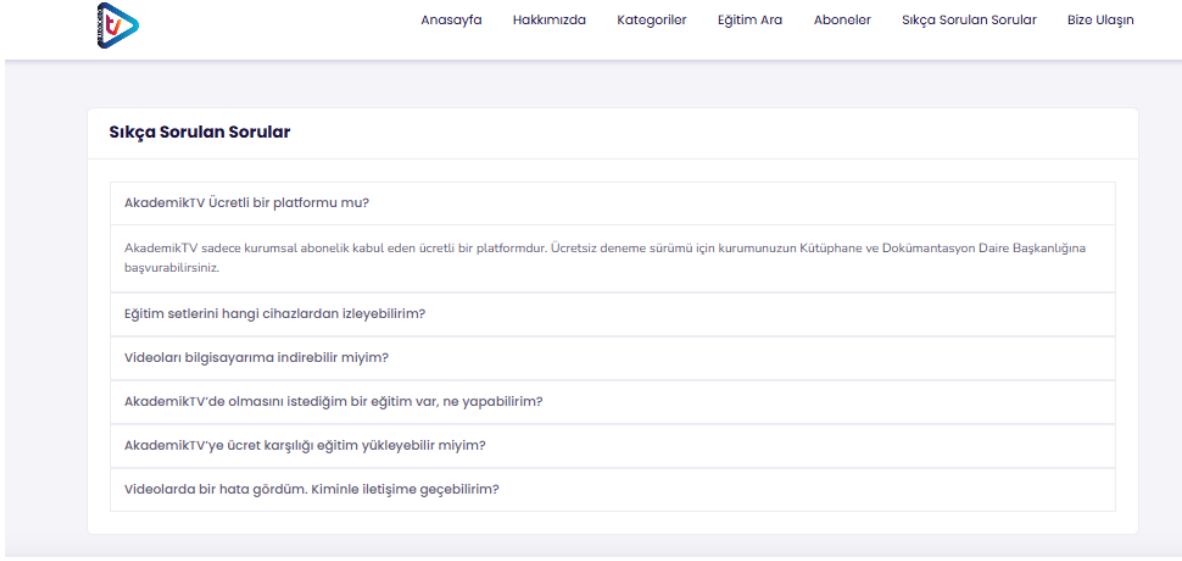 Anasayfa Hakkımızda Kategoriler Eğitim Ara Aboneler Sıkça Sorulan Sorular Bize Ulaşın
Sıkça Sorulan Sorular
AkademikTV Ücretli bir platformu mu?
AkademikTV sadece kurumsal abonelik kabul eden ücretli bir platformdur. Ücretsiz deneme sürümü için kurumunuzun Kütüphane ve Dokümantasyon Daire Başkanlığına
başvurabilirsiniz.
Eğitim setlerini hangi cihazlardan izleyebilirim?
Videoları bilgisayarıma indirebilir miyim?
AkademikTV'de olmasını istediğim bir eğitim var, ne yapabilirim?
AkademikTV'ye ücret karşılığı eğitim yükleyebilir miyim?
Videolarda bir hata gördüm. Kiminle iletişime geçebilirim?